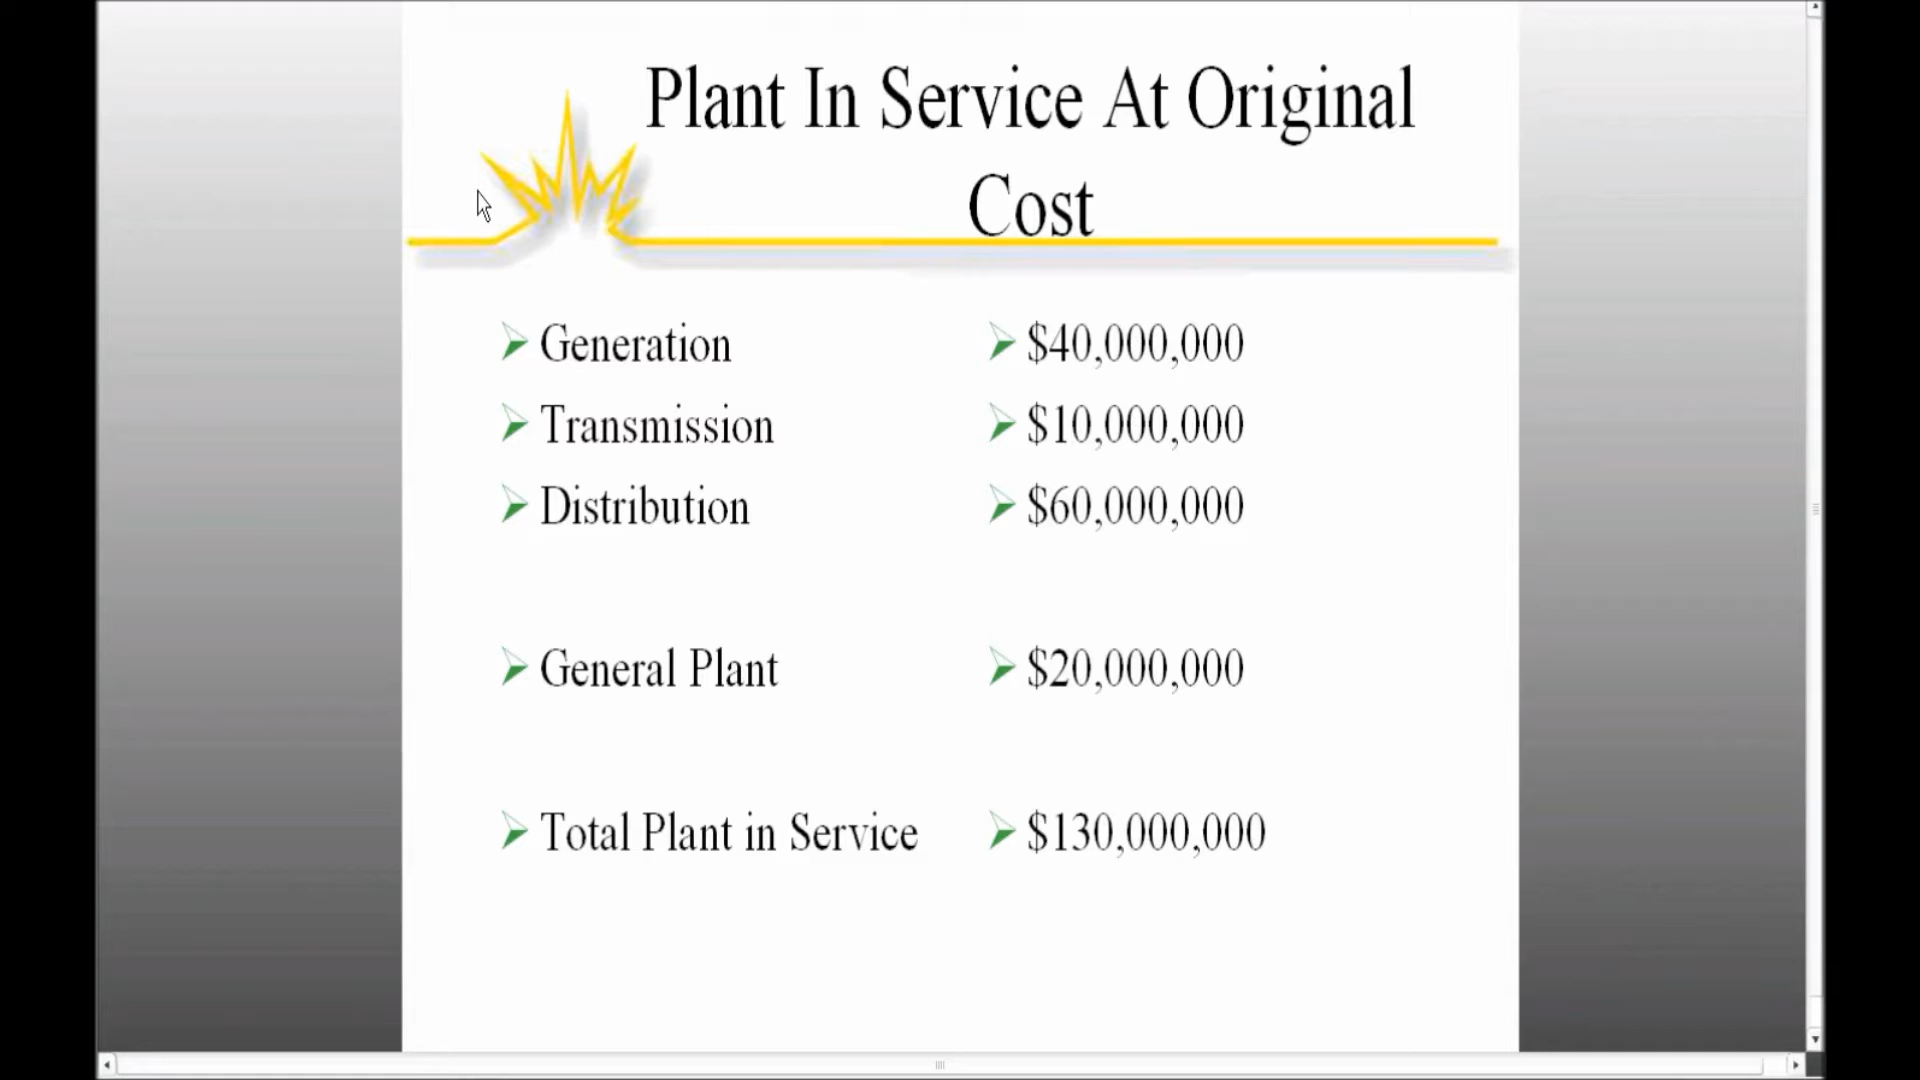 Plant In Service At Original
Cost
Generation $40,000,000
Transmission $10,000,000
Distribution $60,000,000
General Plant $20,000,000
Total Plant in Service $130,000,000